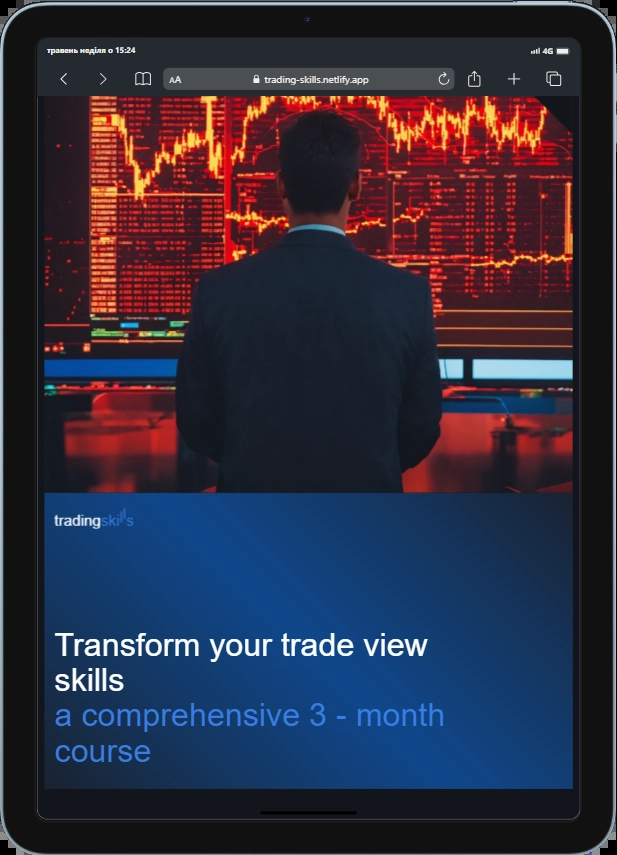 травень неділя о 15:24
4G
AA
trading-skills.netlify.app
tradingskills
Transform your trade view
skills
a comprehensive 3 - month
course